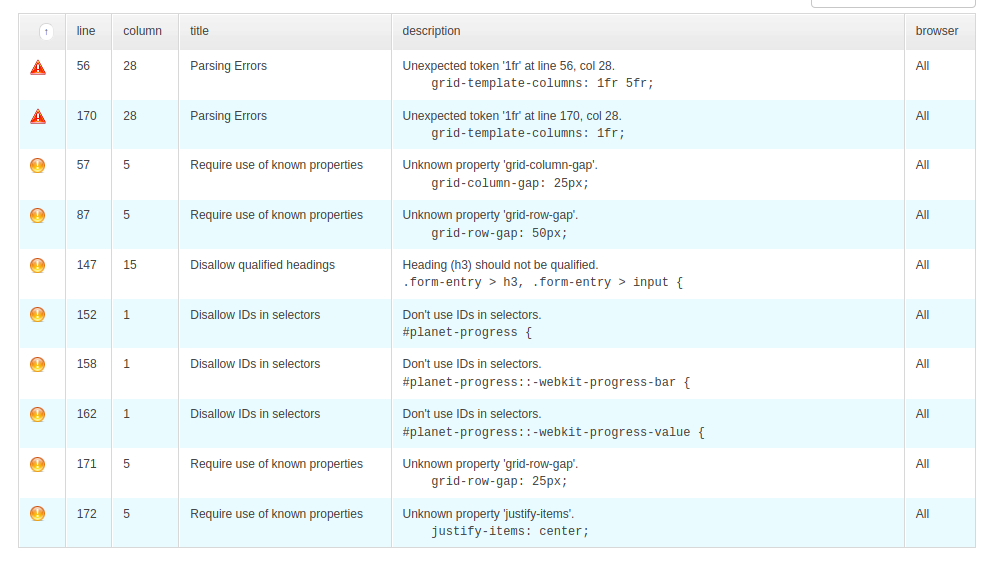 ↑ line column title description browser
56 28 Parsing Errors Unexpected token '1fr' at line 56, col 28. All
grid-template-columns: 1fr 5fr;
170 28 Parsing Errors Unexpected token '1fr' at line 170, col 28. All
grid-template-columns: 1fr;
57 5 Require use of known properties Unknown property 'grid-column-gap'. All
grid-column-gap: 25px;
87 5 Require use of known properties Unknown property 'grid-row-gap'. All
grid-row-gap: 50px;
147 15 Disallow qualified headings Heading (h3) should not be qualified. All
.form-entry > h3, .form-entry > input {
152 1 Disallow IDs in selectors Don't use IDs in selectors. All
#planet-progress {
158 1 Disallow IDs in selectors Don't use IDs in selectors. All
#planet-progress::-webkit-progress-bar {
162 1 Disallow IDs in selectors Don't use IDs in selectors. All
#planet-progress::-webkit-progress-value {
171 5 Require use of known properties Unknown property 'grid-row-gap'. All
grid-row-gap: 25px;
172 5 Require use of known properties Unknown property 'justify-items'. All
justify-items: center;